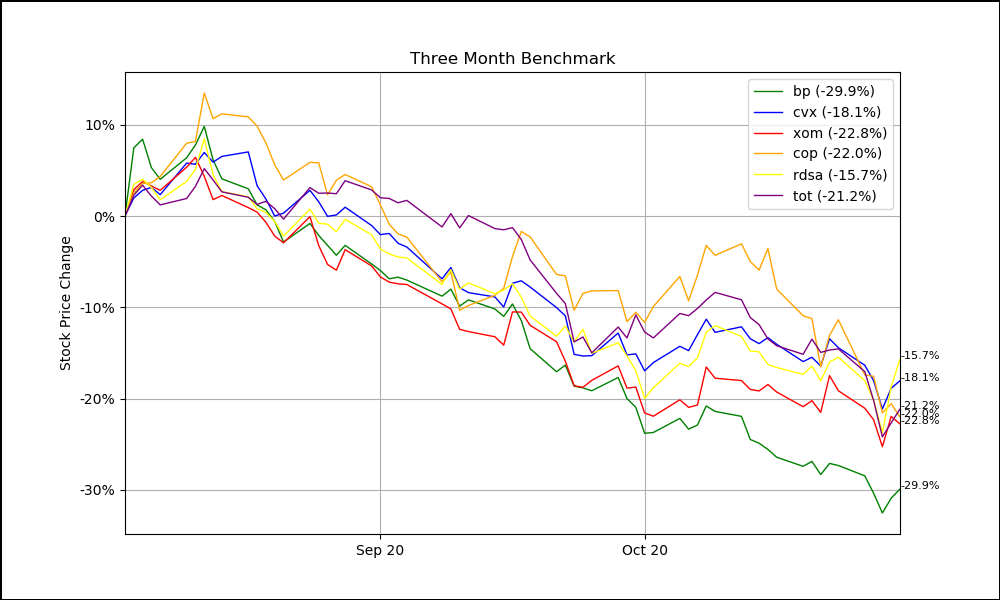 Three Month Benchmark
bp (-29.9%)
cvx (-18.1%)
xom (-22.8%)
cop (-22.0%)
rdsa (-15.7%)
tot (-21.2%)
Stock Price Change
10%
0%
-10%
-20%
-30%
-15.7%
-18.1%
-21.2%
-22.0%
-22.8%
-29.9%
Sep 20
Oct 20